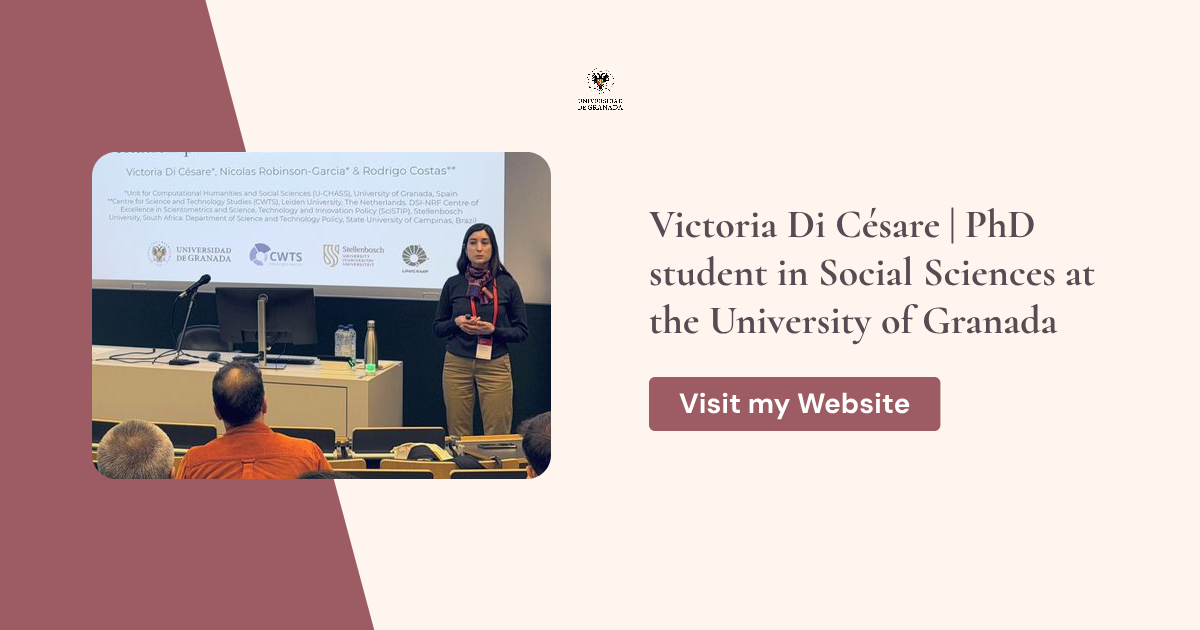 UNIVERSIDAD
DE GRANADA
Victoria Di Césare*, Nicolas Robinson-Garcia* & Rodrigo Costas**
*Unit for Computational Humanities and Social Sciences (U-CHASS), University of Granada, Spain
**Centre for Science and Technology Studies (CWTS), Leiden University, The Netherlands. DSI-NRF Centre of
Excellence in Scientometrics and Science, Technology and Innovation Policy (SciSTIP), Stellenbosch
University, South Africa. Department of Science and Technology Policy, State University of Campinas, Brazil
UNIVERSIDAD
DE GRANADA
CWTS
Stellenbosch
UNIVERSITY
IYUNIVESITHI
UNIVERSITEIT
UNICAMP
Victoria Di Césare | PhD
student in Social Sciences at
the University of Granada
Visit my Website